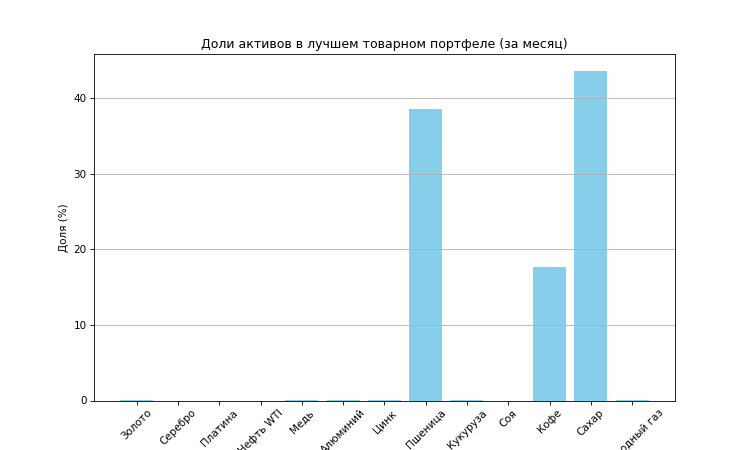 Доли активов в лучшем товарном портфеле (за месяц)
Доля (%)
40
30
20
10
0
Золото
Серебро
Платина
Нефть WTI
Медь
Алюминий
Цинк
Пшеница
Кукуруза
Соя
Кофе
Сахар
газ